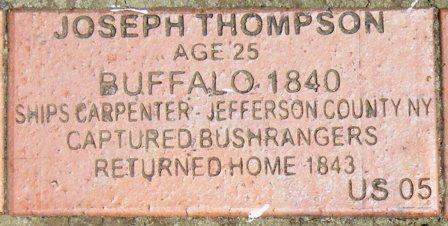 JOSEPH THOMPSON
AGE 25
BUFFALO 1840
SHIPS CARPENTER - JEFFERSON COUNTY NY
CAPTURED BUSHRANGERS
RETURNED HOME 1843
US 05